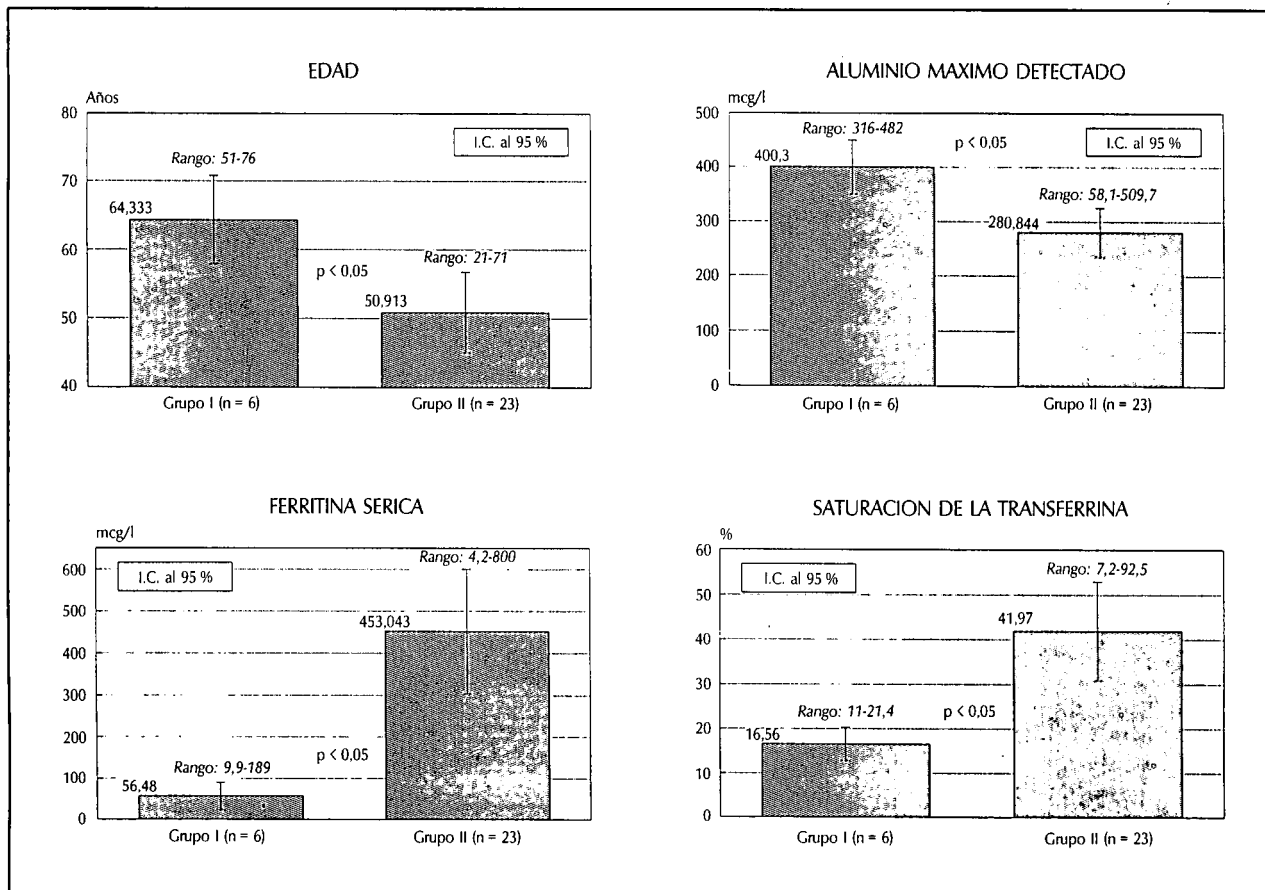 EDAD
Años
80
I.C. al 95 %
Rango: 51-76
70
64,333
60
p < 0,05
Rango: 21-71
50,913
50
40
Grupo I (n = 6)
Grupo II (n = 23)
ALUMINIO MAXIMO DETECTADO
mcg/l
500
Rango: 316-482
p < 0,05
I.C. al 95 %
400,3
400
Rango: 58,1-509,7
300
280,844
200
100
0
Grupo I (n = 6)
Grupo II (n = 23)
FERRITINA SERICA
mcg/l
I.C. al 95 %
Rango: 4,2-800
600
500
453,043
400
300
200
p < 0,05
Rango: 9,9-189
100
56,48
0
Grupo I (n = 6)
Grupo II (n = 23)
SATURACION DE LA TRANSFERRINA
%
60
I.C. al 95 %
Rango: 7,2-92,5
50
41,97
40
30
Rango: 11-21,4
p < 0,05
20
16,56
10
0
Grupo I (n = 6)
Grupo II (n = 23)